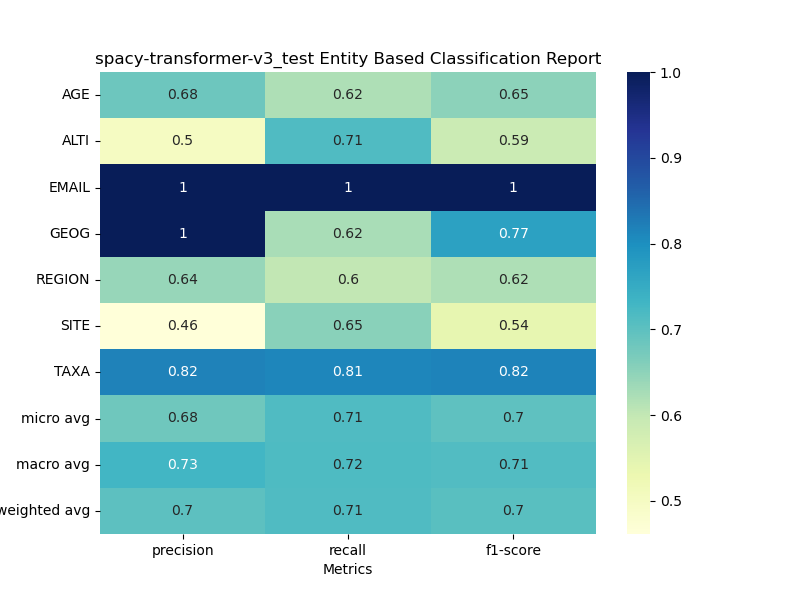 spacy-transformer-v3_test Entity Based Classification Report
AGE 0.68 0.62 0.65
ALTI 0.5 0.71 0.59
EMAIL 1 1 1
GEOG 1 0.62 0.77
REGION 0.64 0.6 0.62
SITE 0.46 0.65 0.54
TAXA 0.82 0.81 0.82
micro avg 0.68 0.71 0.7
macro avg 0.73 0.72 0.71
weighted avg 0.7 0.71 0.7
precision recall f1-score
Metrics
1.0
0.9
0.8
0.7
0.6
0.5